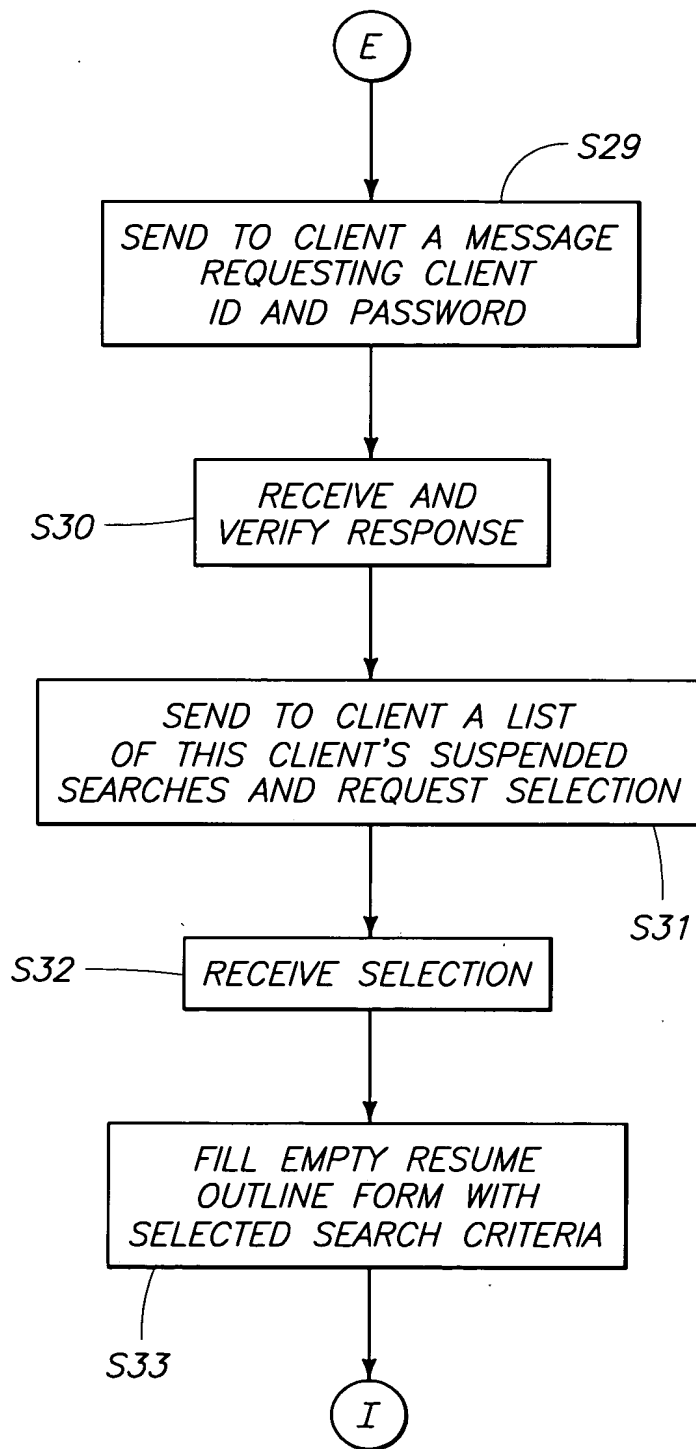 E
S29
SEND TO CLIENT A MESSAGE
REQUESTING CLIENT
ID AND PASSWORD
S30
RECEIVE AND
VERIFY RESPONSE
SEND TO CLIENT A LIST
OF THIS CLIENT'S SUSPENDED
SEARCHES AND REQUEST SELECTION
S31
S32
RECEIVE SELECTION
FILL EMPTY RESUME
OUTLINE FORM WITH
SELECTED SEARCH CRITERIA
S33
I